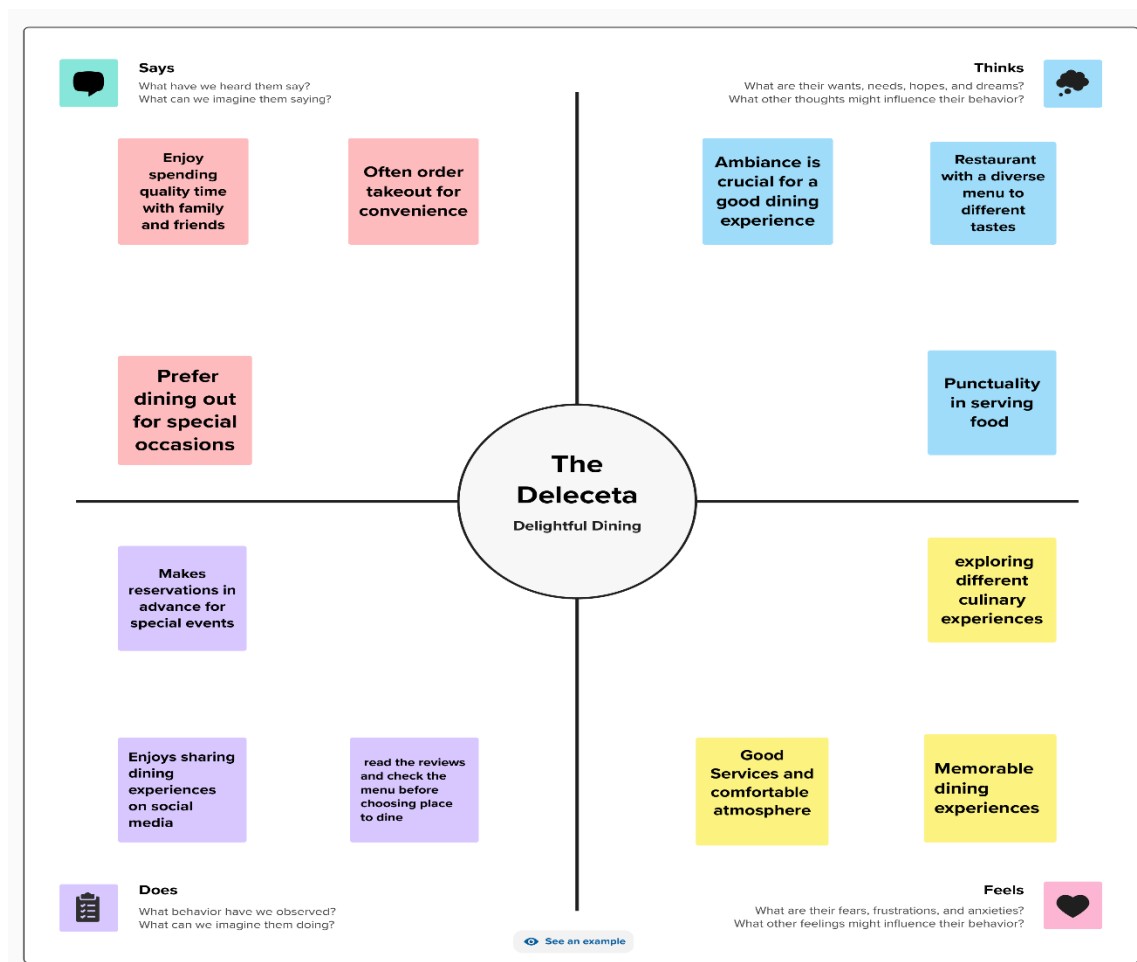 Says
What have we heard them say?
What can we imagine them saying?
Thinks
What are their wants, needs, hopes, and dreams?
What other thoughts might influence their behavior?
Enjoy
spending
quality time
with family
and friends
Often order
takeout for
convenience
Ambiance is
crucial for a
good dining
experience
Restaurant
with a diverse
menu to
different
tastes
Prefer
dining out
for special
occasions
Punctuality
in serving
food
The
Deleceta
Delightful Dining
Makes
reservations in
advance for
special events
exploring
different
culinary
experiences
Enjoys sharing
dining
experiences
on social
media
read the reviews
and check the
menu before
choosing place
to dine
Good
Services and
comfortable
atmosphere
Memorable
dining
experiences
Does
What behavior have we observed?
What can we imagine them doing?
Feels
What are their fears, frustrations, and anxieties?
What other feelings might influence their behavior?
See an example